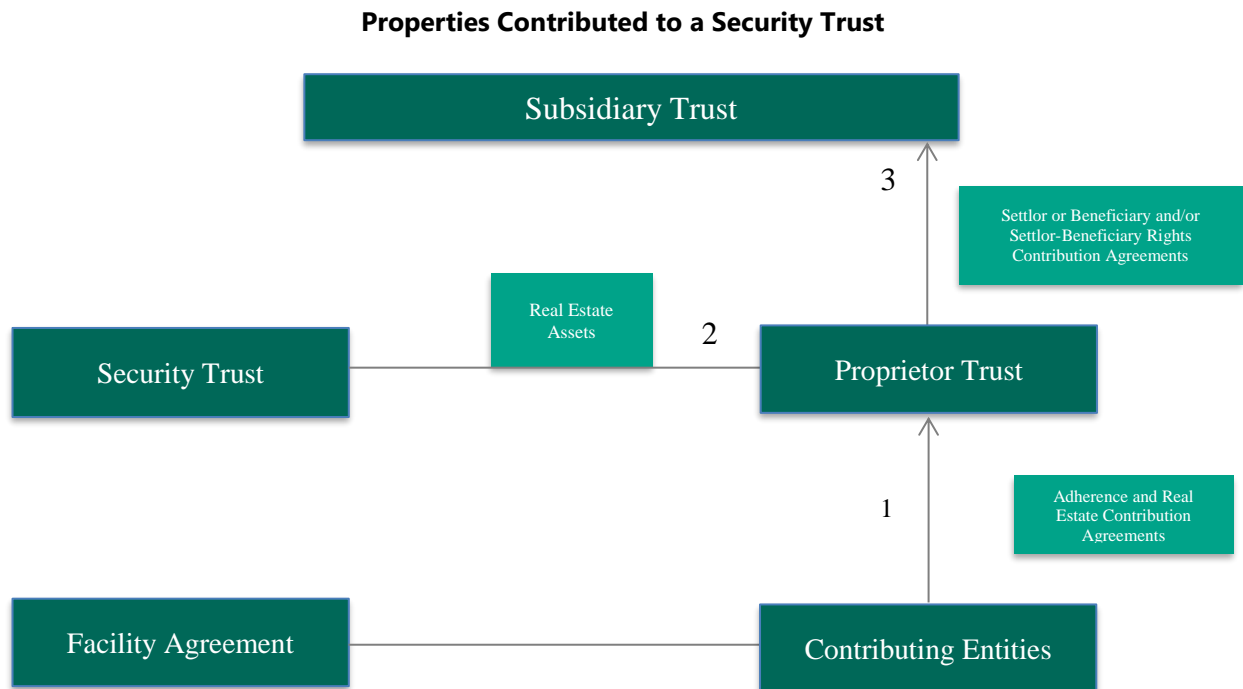 Properties Contributed to a Security Trust
Subsidiary Trust
3
Settlor or Beneficiary and/or
Settlor-Beneficiary Rights
Contribution Agreements
Real Estate
Assets
2
Security Trust
Proprietor Trust
1
Adherence and Real
Estate Contribution
Agreements
Facility Agreement
Contributing Entities